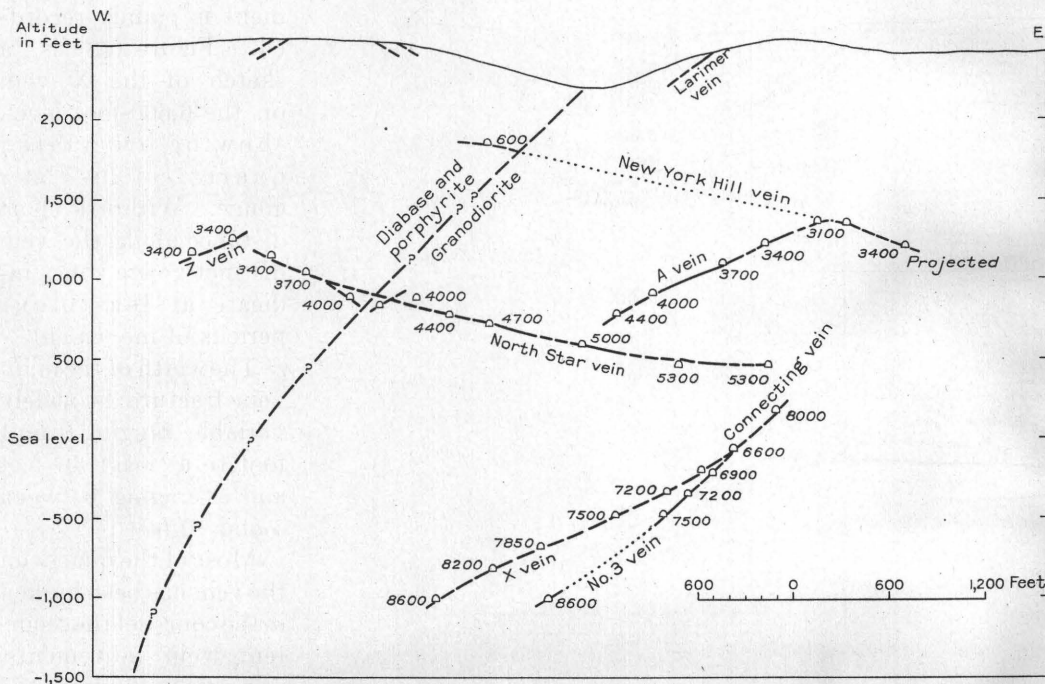 W.
E.
Altitude
in feet
2,000
1,500
1,000
500
Sea level
-500
-1,000
-1,500
Larimer
vein
600
New York Hill vein
Diabase and
porphyrite
Granodiorite
?
?
?
?
?
?
?
3400
3400
Z vein
3400
3700
4000
4000
4400
4700
North Star vein
5000
5300
5300
A vein
4400
4000
3700
3400
3100
3400
Projected
Connecting vein
8000
6600
6900
7200
7200
7500
7500
7850
8200
8600
X vein
No.3 vein
8600
600
0
600
1,200 Feet